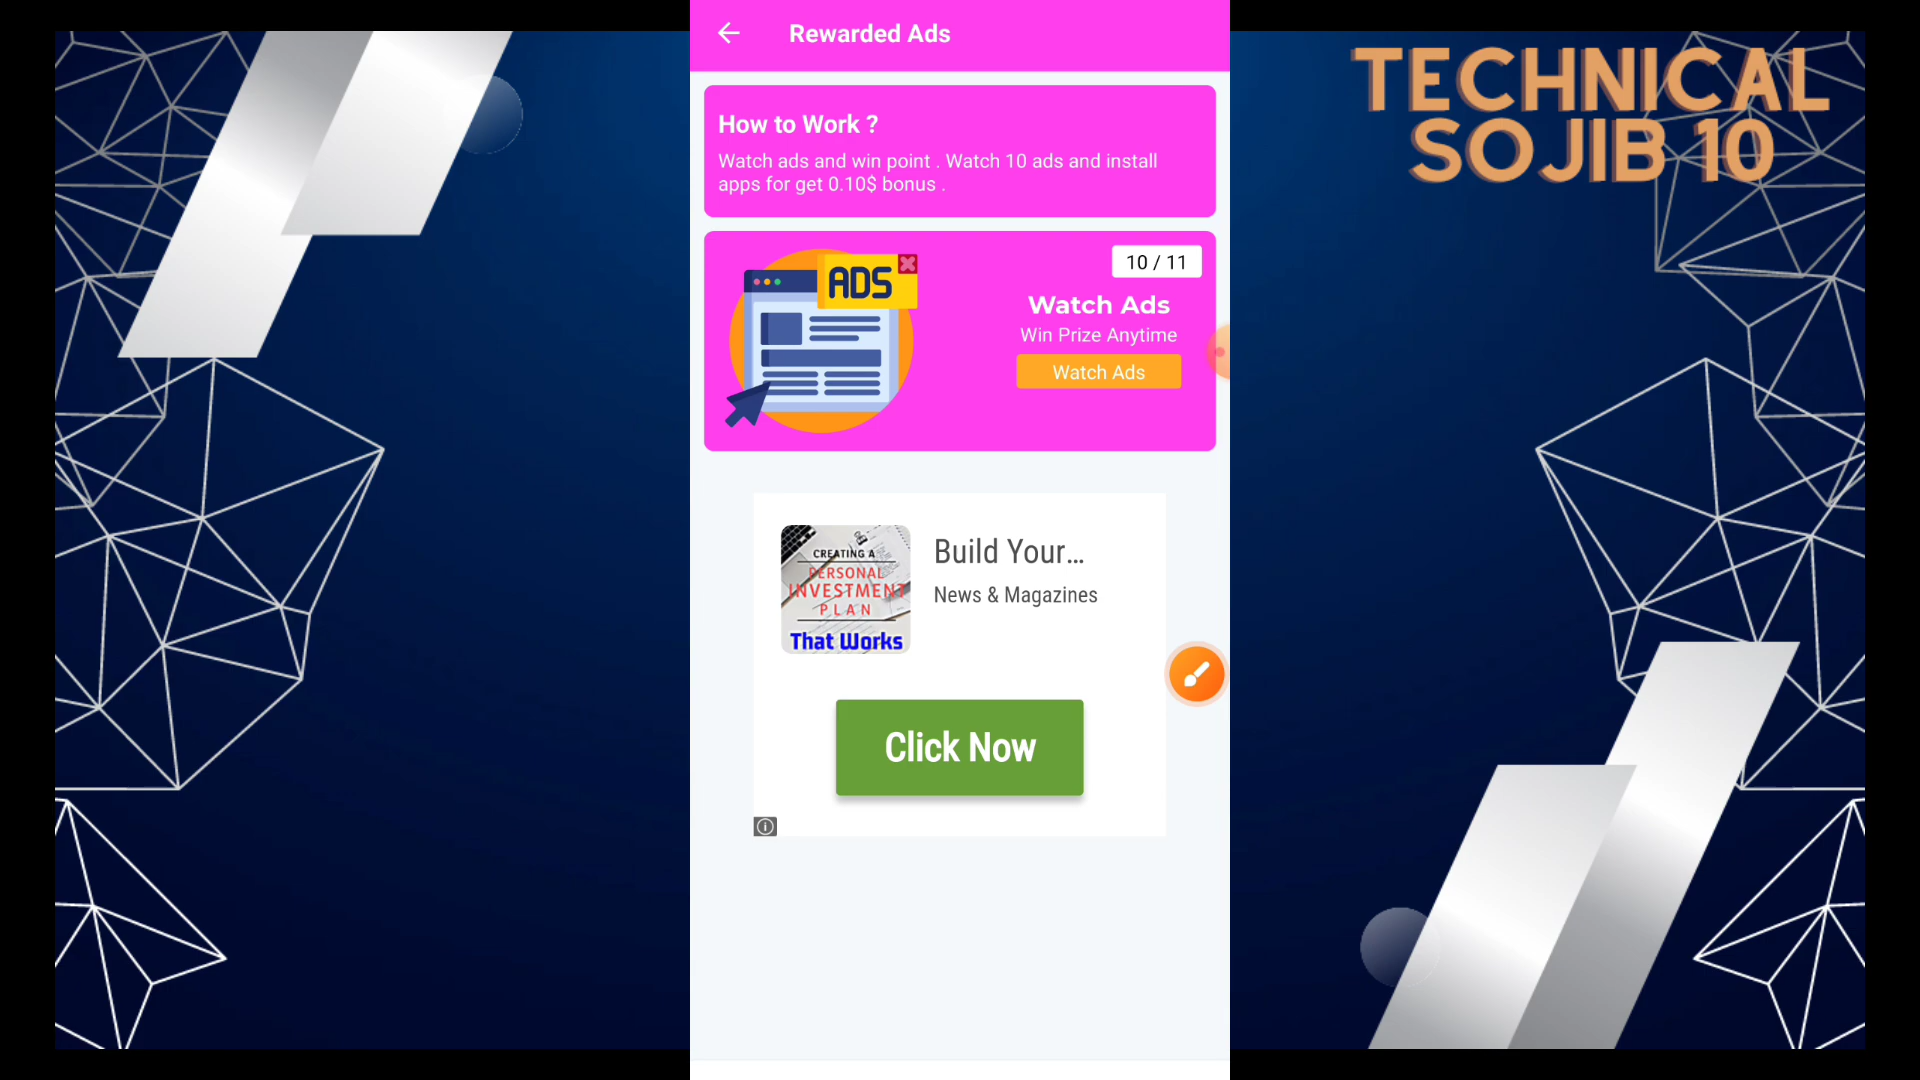 Rewarded Ads
TECHNICAL
SOJIB 10
How to Work ?
Watch ads and win point . Watch 10 ads and install
apps for get 0.10$ bonus .
10 / 11
ADS
Watch Ads
Win Prize Anytime
Watch Ads
CREATING A
PERSONAL
INVESTMENT
PLAN
That Works
Build Your...
News & Magazines
Click Now